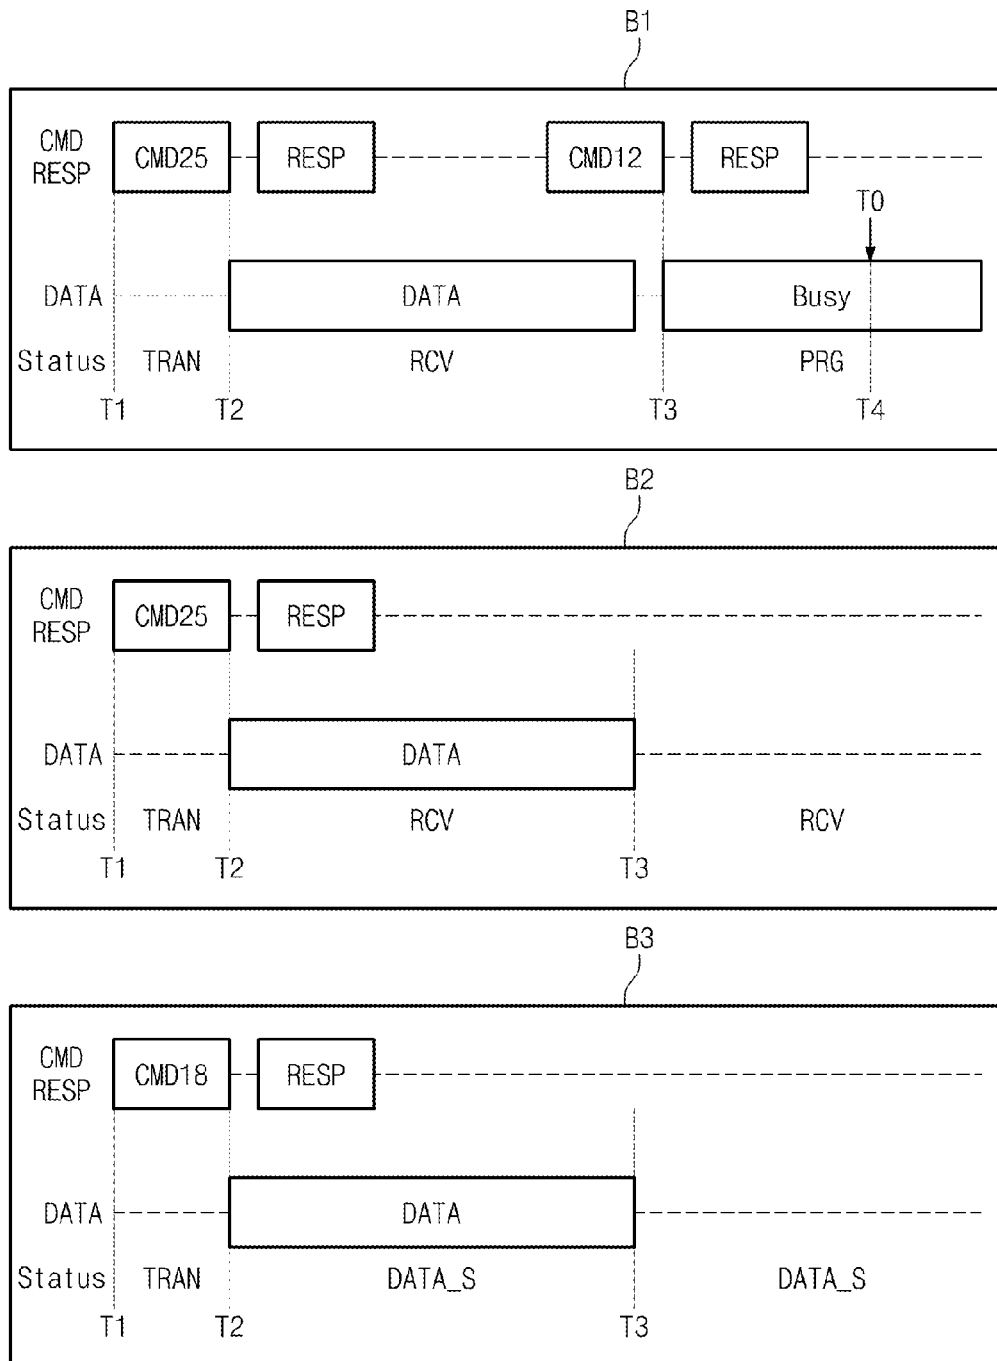 B1
CMD RESP CMD25 RESP CMD12 RESP
T0
DATA DATA Busy
Status TRAN RCV PRG
T1 T2 T3 T4
B2
CMD RESP CMD25 RESP
DATA DATA
Status TRAN RCV RCV
T1 T2 T3
B3
CMD RESP CMD18 RESP
DATA DATA
Status TRAN DATA_S DATA_S
T1 T2 T3